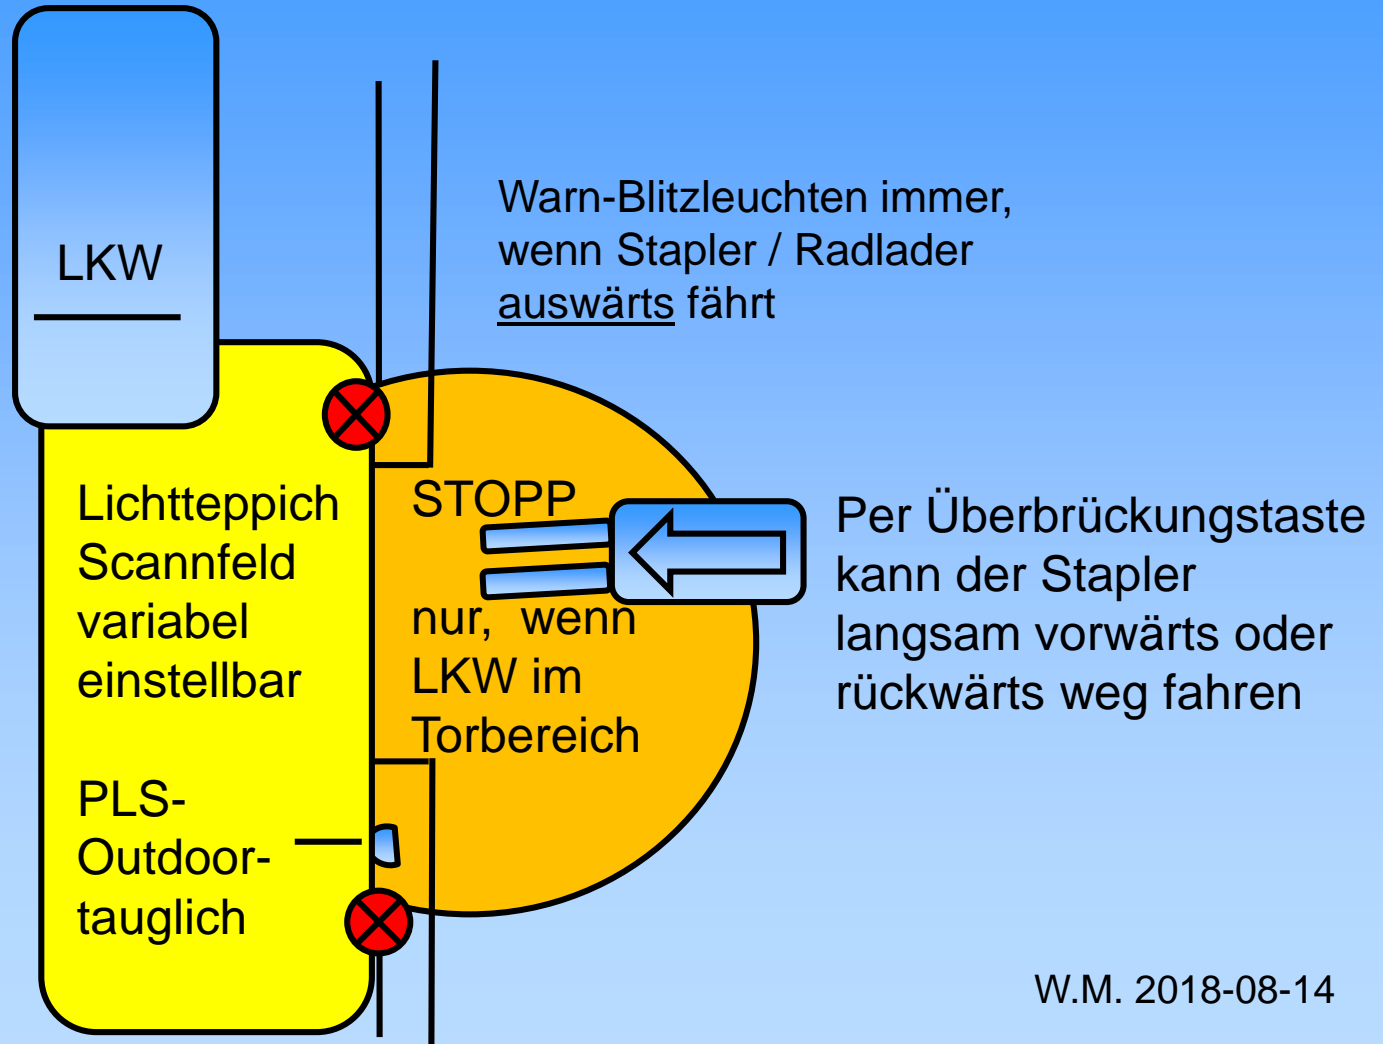 LKW
Warn-Blitzleuchten immer,
wenn Stapler / Radlader
auswärts fährt
Lichtteppich
Scannfeld
variabel
einstellbar
PLS-
Outdoor-
tauglich
STOPP
nur,  wenn
LKW im
Torbereich
Per Überbrückungstaste
kann der Stapler
langsam vorwärts oder
rückwärts weg fahren
W.M. 2018-08-14